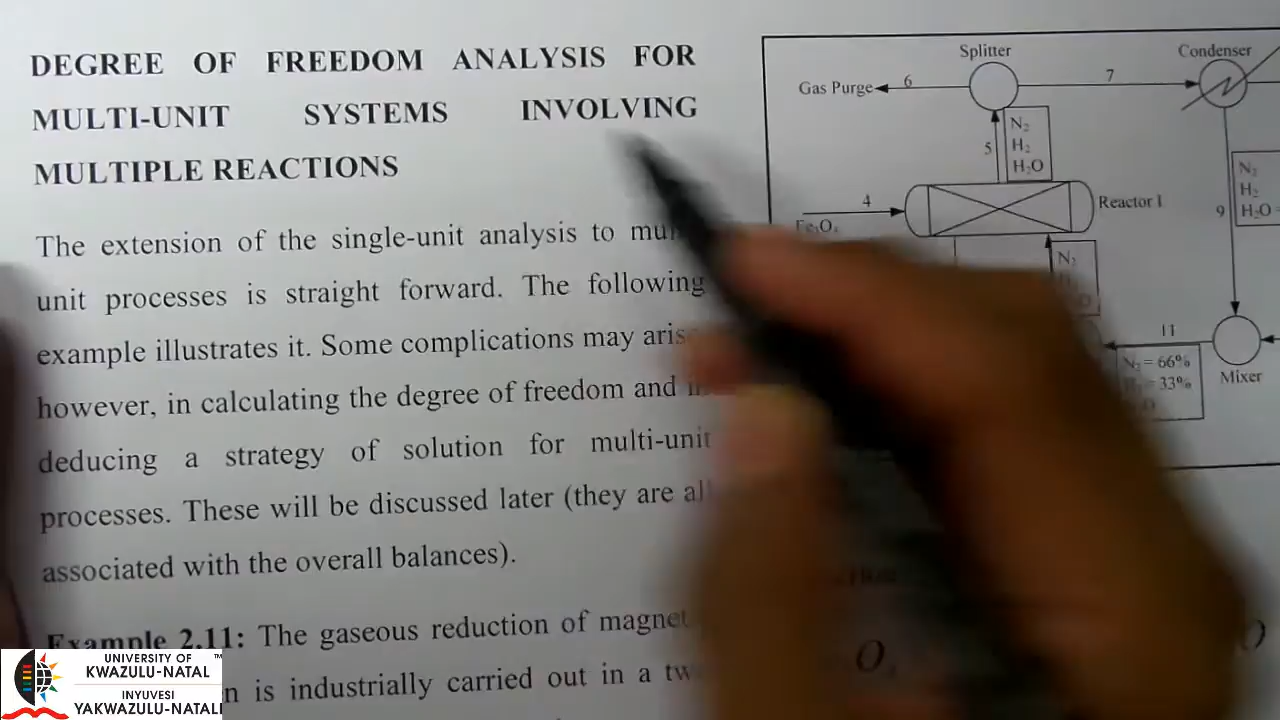 DEGREE OF FREEDOM ANALYSIS FOR
MULTI-UNIT SYSTEMS INVOLVING
MULTIPLE REACTIONS
The extension of the single-unit analysis to
unit processes is straight forward. The following
example illustrates it. Some complications may
however, in calculating the degree of freedom and
deducing a strategy of solution for multi-unit
processes. These will be discussed later (they are
associated with the overall balances).
Example 2.11: The gaseous reduction of
is industrially carried out in a
Splitter
Condenser
Gas Purge
6
7
5
N₂
H₂
H₂O
4
Reactor I
N₂
H₂
H₂O
9
N₂
11
N₂ = 66%
= 33%
Mixer
UNIVERSITY OF ™
KWAZULU-NATAL
INYUVESI
YAKWAZULU-NATALI